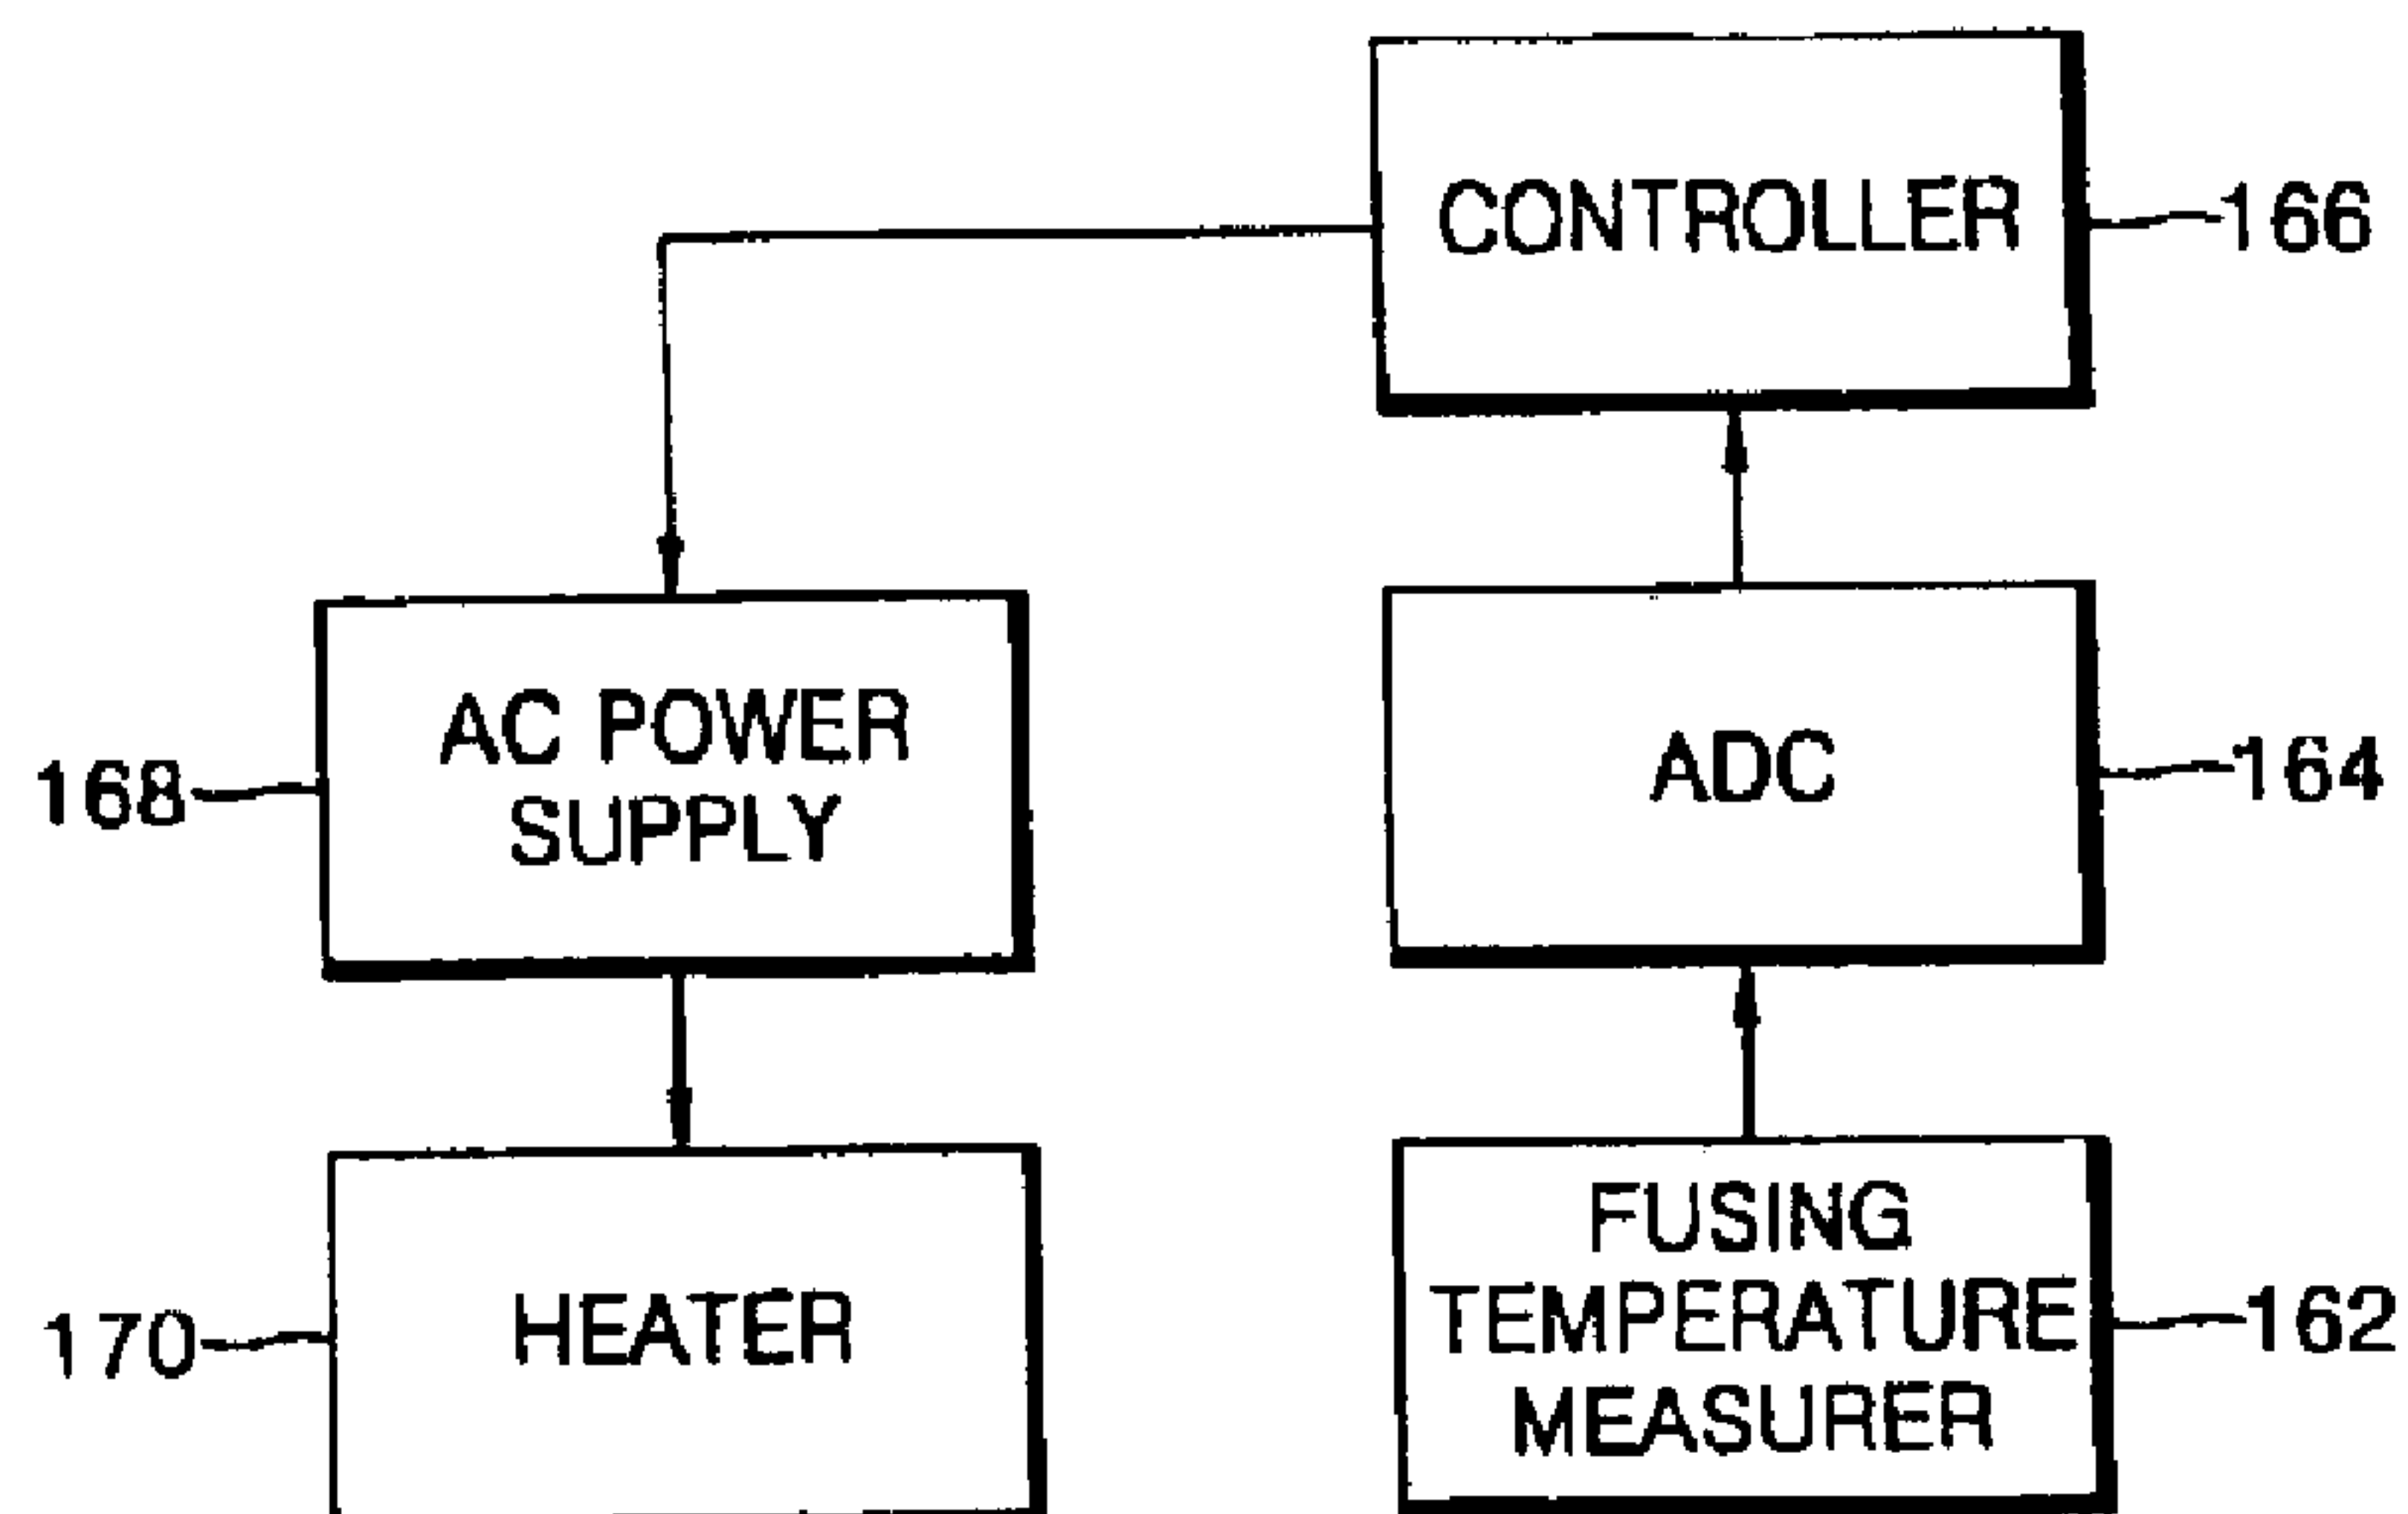 CONTROLLER
166
AC POWER
SUPPLY
168
ADC
164
HEATER
170
FUSING
TEMPERATURE
MEASURER
162